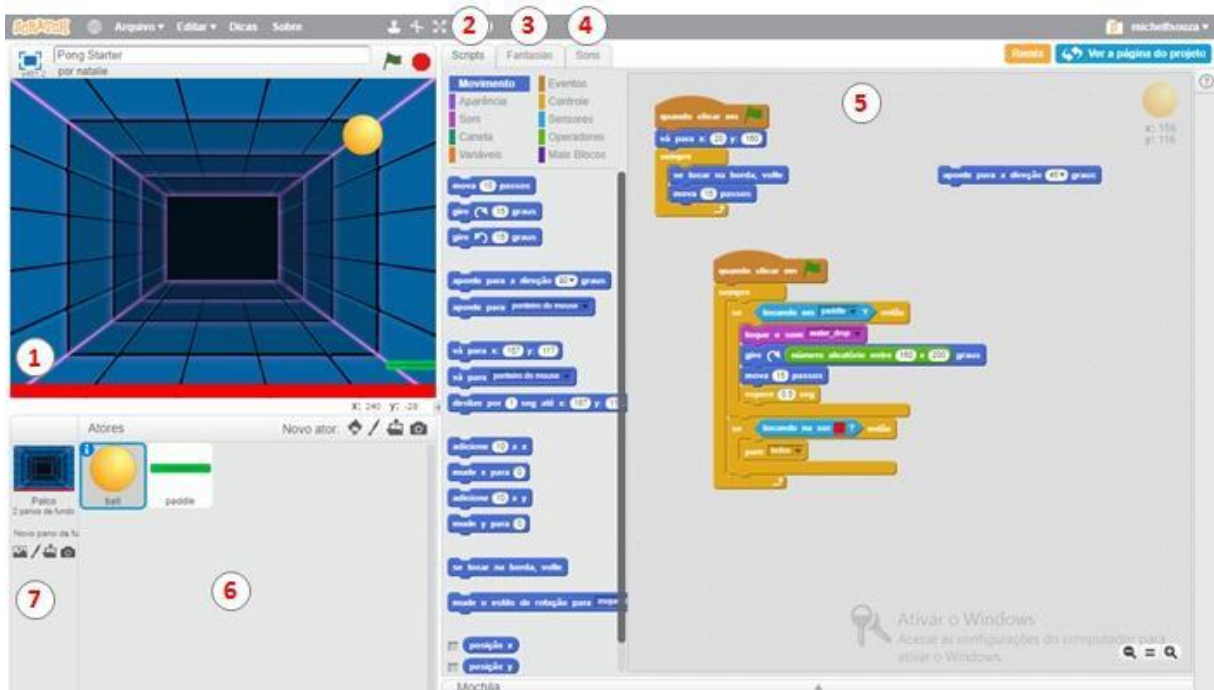 SCRATCH
Arquivo ▾ Editar ▾ Dicas Sobre
michelfsouza ▾
2
3
4
Pong Starter
por natalie
v461.2
Scripts Fantasias Sons
Remix Ver a página do projeto
Movimento Eventos
Aparência Controle
Som Sensores
Caneta Operadores
Variáveis Mais Blocos
mova 10 passos
gire 15 graus
gire 15 graus
aponte para a direção 90 graus
aponte para ponteiro do mouse
vá para x: 167 y: 117
vá para ponteiro do mouse
deslize por 1 seg até x: 167 y: 11
adicione 10 a x
mude x para 0
adicione 10 a y
mude y para 0
se tocar na borda, volte
mude o estilo de rotação para
posição x
posição y
5
x: 156
y: 116
quando clicar em
vá para x: 20 y: 160
sempre
se tocar na borda, volte
mova 15 passos
aponte para a direção 45 graus
quando clicar em
sempre
se tocando em paddle ? então
toque o som water_drop
gire número aleatório entre 160 e 200 graus
mova 15 passos
espere 0.5 seg
se tocando na cor ? então
pare todos
1
x: 240 y: -28
Atores Novo ator:
Palco
2 panos de fundo
Novo pano de fu
ball
paddle
7
6
Ativar o Windows
Acesse as configurações do computador para
ativar o Windows.
Mochila